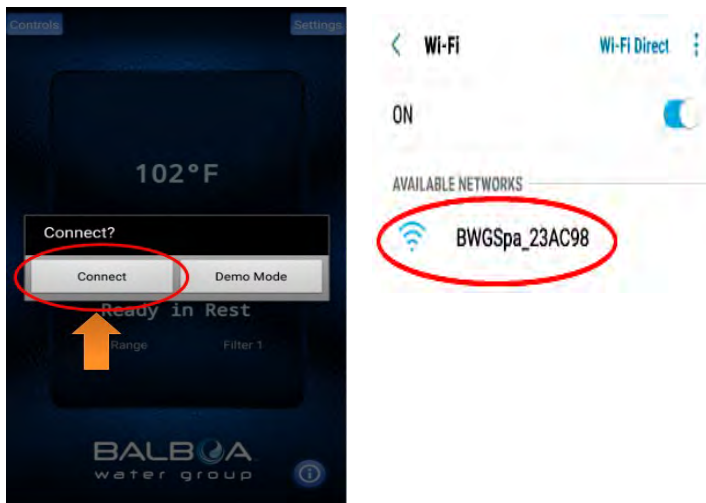 Controls
Settings
102°F
Connect?
Connect
Demo Mode
Ready in Rest
Range
Filter 1
BALBOA
water group
Wi-Fi
Wi-Fi Direct
ON
AVAILABLE NETWORKS
BWGSpa_23AC98